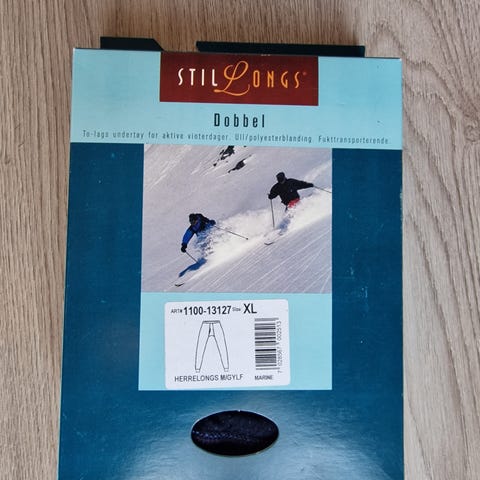 STILLONGS®
Dobbel
To-lags undertøy for aktive vinterdager. Ull/polyesterblanding. Fukttransporterende.
ART# 1100-13127 Size XL
HERRELONGS M/GYLF MARINE